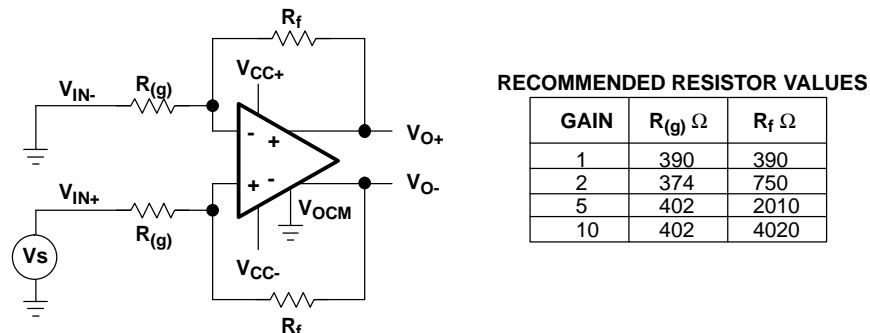 Rf
VCC+
R(g)
VIN-
- +
VO+
VIN+
+ -
VO-
R(g)
VOCM
Vs
VCC-
Rf
RECOMMENDED RESISTOR VALUES
GAIN R(g) Ω Rf Ω
1 390 390
2 374 750
5 402 2010
10 402 4020